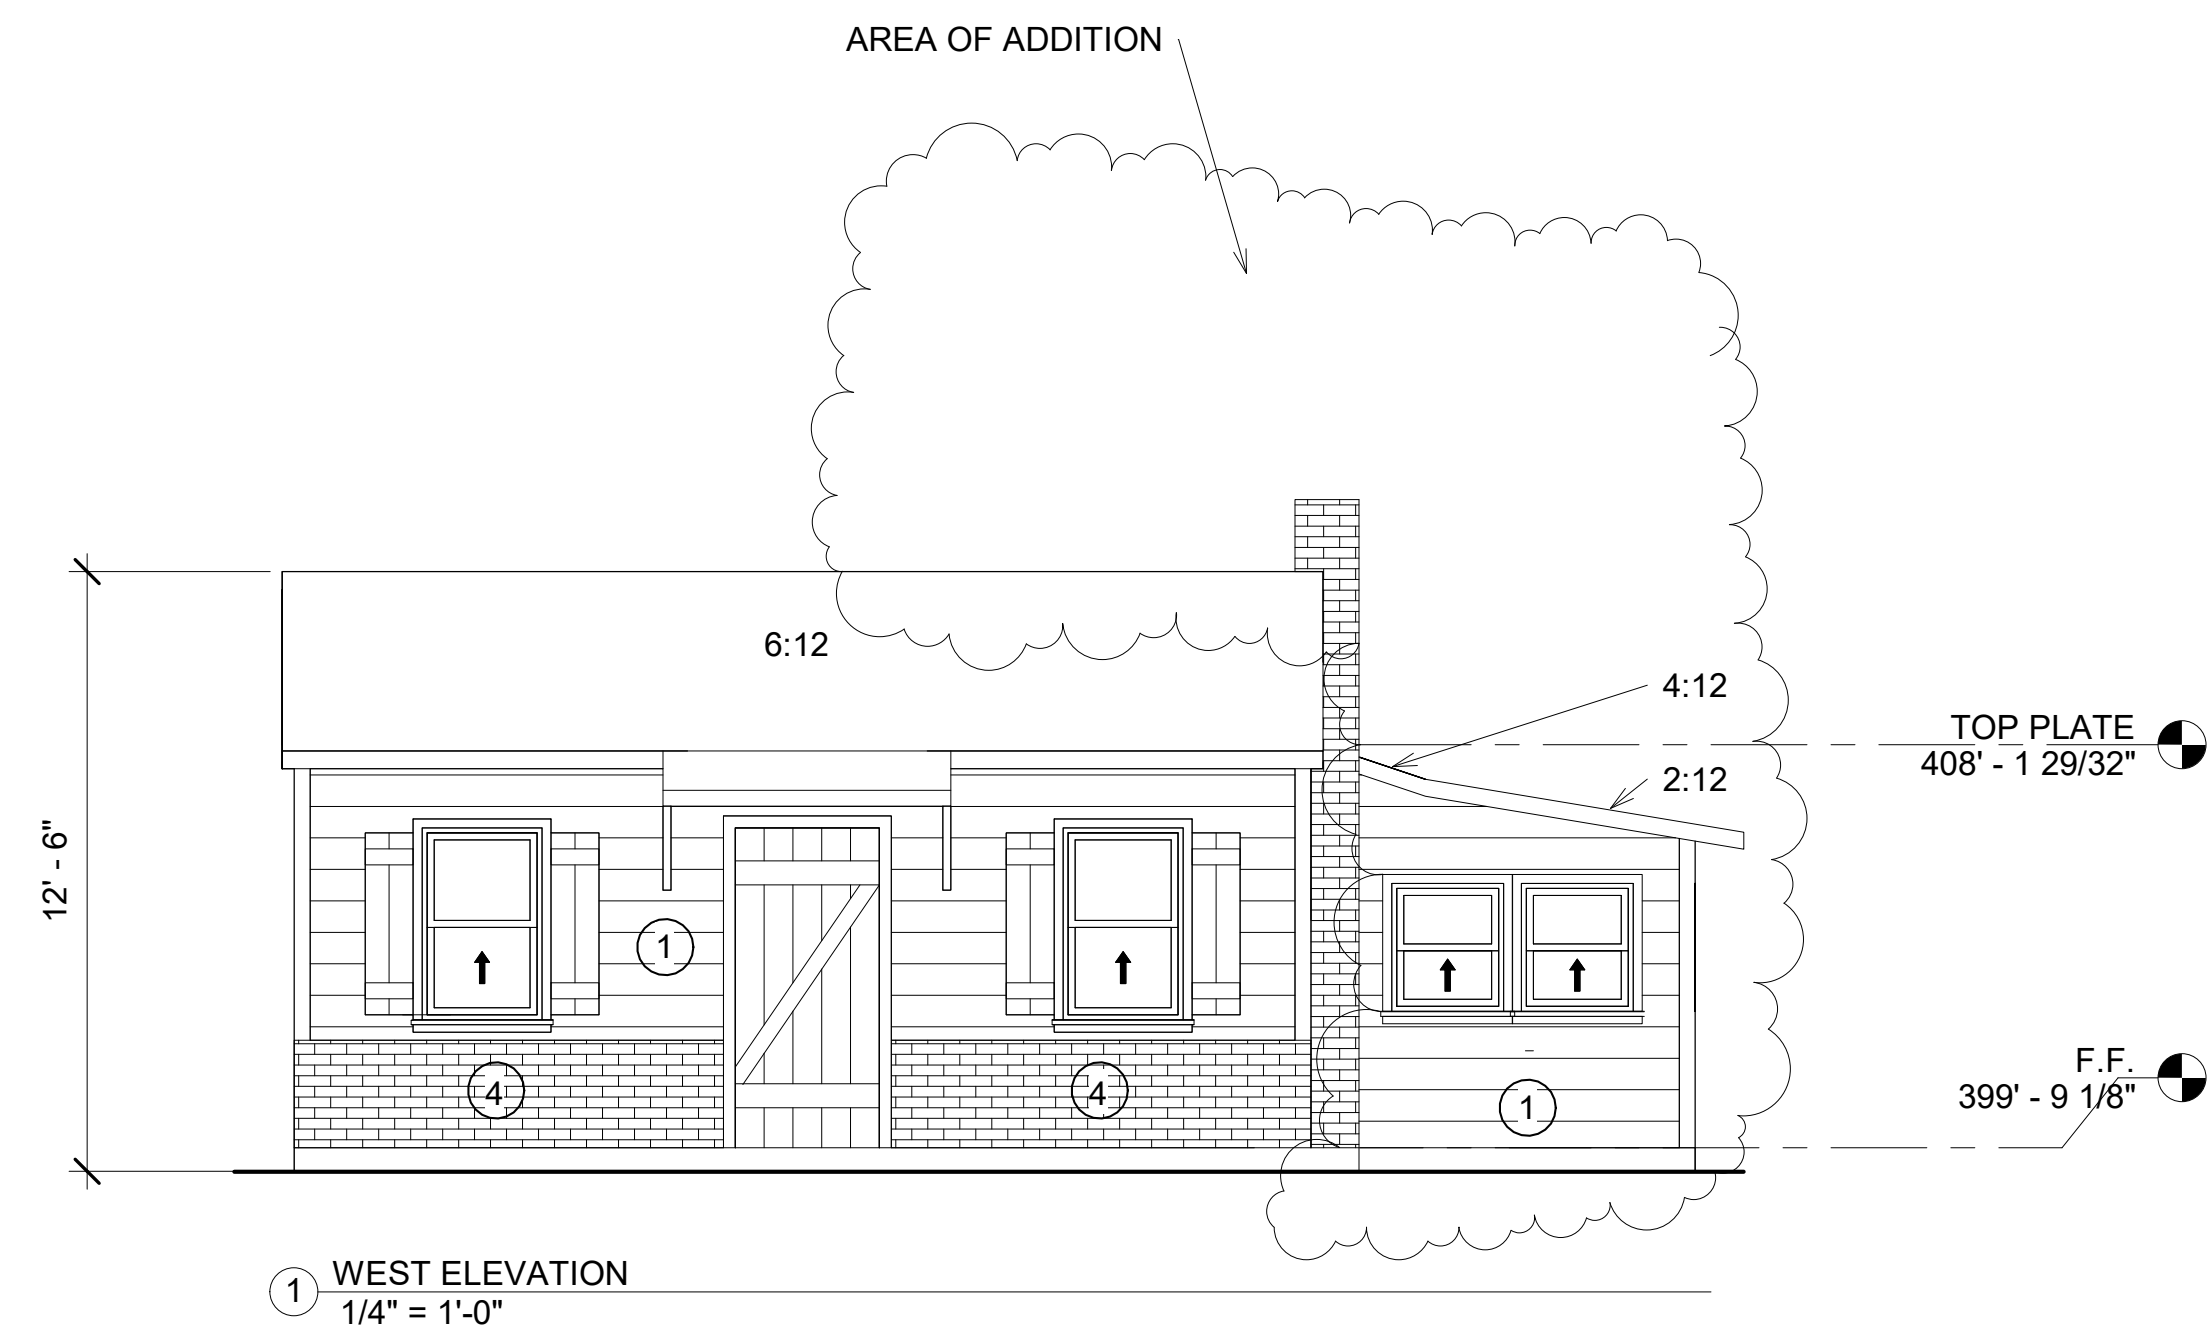 AREA OF ADDITION
6:12
4:12
TOP PLATE
408' - 1 29/32"
2:12
12' - 6"
1
F.F.
399' - 9 1/8"
4
4
1
1
WEST ELEVATION
1/4" = 1'-0"